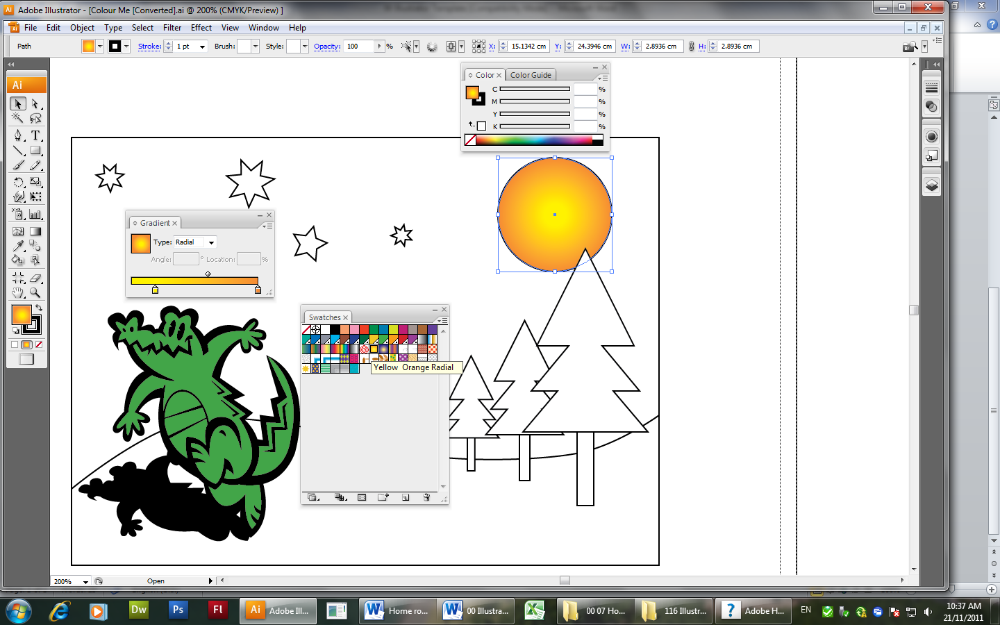 Adobe Illustrator - [Colour Me [Converted].ai @ 200% (CMYK/Preview) ]
File Edit Object Type Select Filter Effect View Window Help
Path Stroke: 1 pt Brush: Style: Opacity: 100 % X: 15.1342 cm Y: 24.3946 cm W: 2.8936 cm H: 2.8936 cm
Br
Ai
T
Color Color Guide
C %
M %
Y %
K %
Gradient
Type: Radial
Angle: ° Location: %
Swatches
Yellow Orange Radial
200% Open
Dw Ps Fl Ai Adobe Ill... W Home ro... W 00 Illustra... 00 07 Ho... 116 Illustr... ? Adobe H... EN
10:37 AM
21/11/2011